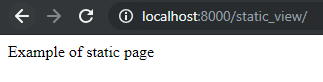 localhost:8000/static_view/
Example of static page